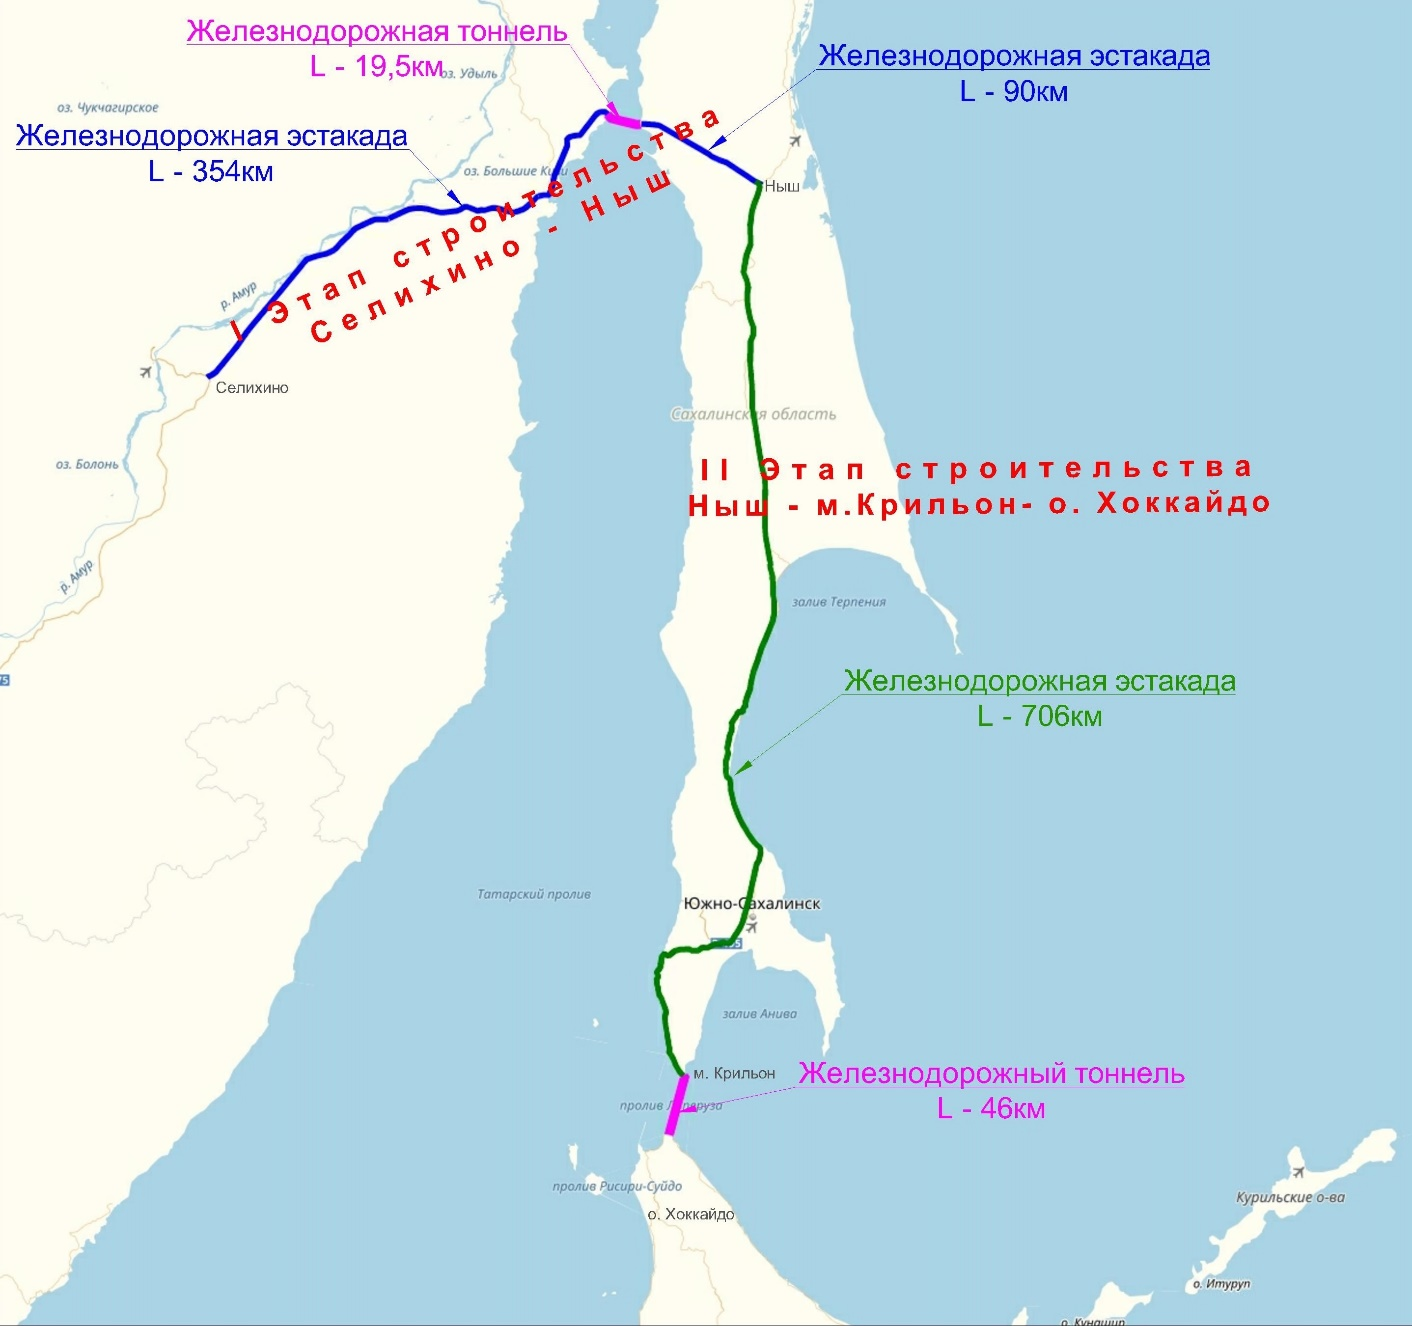 Железнодорожная тоннель
L - 19,5км
оз. Удыль
Железнодорожная эстакада
L - 90км
оз. Чукчагирское
Железнодорожная эстакада
L - 354км
оз. Большие Кизи
Ныш
I Этап строительства
Селихино - Ныш
р. Амур
Селихино
Сахалинская область
оз. Болонь
II Этап строительства
Ныш - м.Крильон- о. Хоккайдо
р. Амур
залив Терпения
Железнодорожная эстакада
L - 706км
Татарский пролив
Южно-Сахалинск
залив Анива
м. Крильон
Железнодорожный тоннель
L - 46км
пролив Лаперуза
пролив Рисири-Суйдо
Курильские о-ва
о. Хоккайдо
о. Итуруп
о. Кунашир